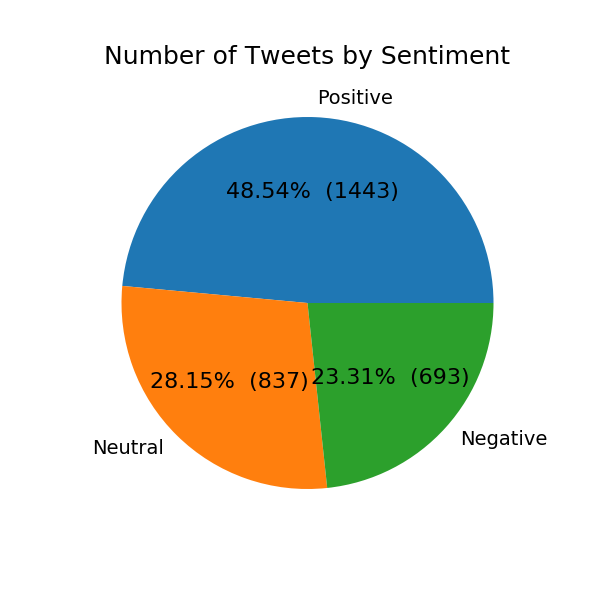 Number of Tweets by Sentiment
Positive
48.54% (1443)
28.15% (837)
23.31% (693)
Neutral
Negative